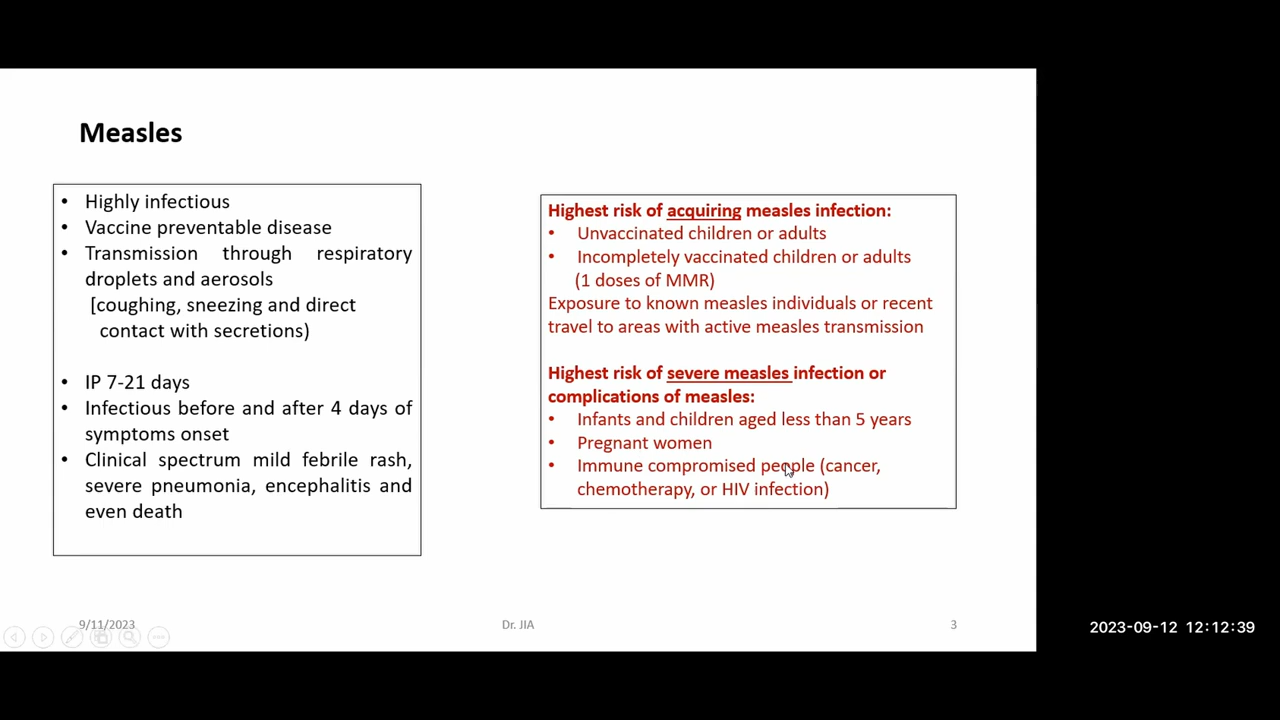 Measles
• Highly infectious
• Vaccine preventable disease
• Transmission through respiratory
droplets and aerosols
[coughing, sneezing and direct
contact with secretions)
• IP 7-21 days
• Infectious before and after 4 days of
symptoms onset
• Clinical spectrum mild febrile rash,
severe pneumonia, encephalitis and
even death
Highest risk of acquiring measles infection:
• Unvaccinated children or adults
• Incompletely vaccinated children or adults
(1 doses of MMR)
Exposure to known measles individuals or recent
travel to areas with active measles transmission
Highest risk of severe measles infection or
complications of measles:
• Infants and children aged less than 5 years
• Pregnant women
• Immune compromised people (cancer,
chemotherapy, or HIV infection)
9/11/2023
Dr. JIA
3
2023-09-12 12:12:39